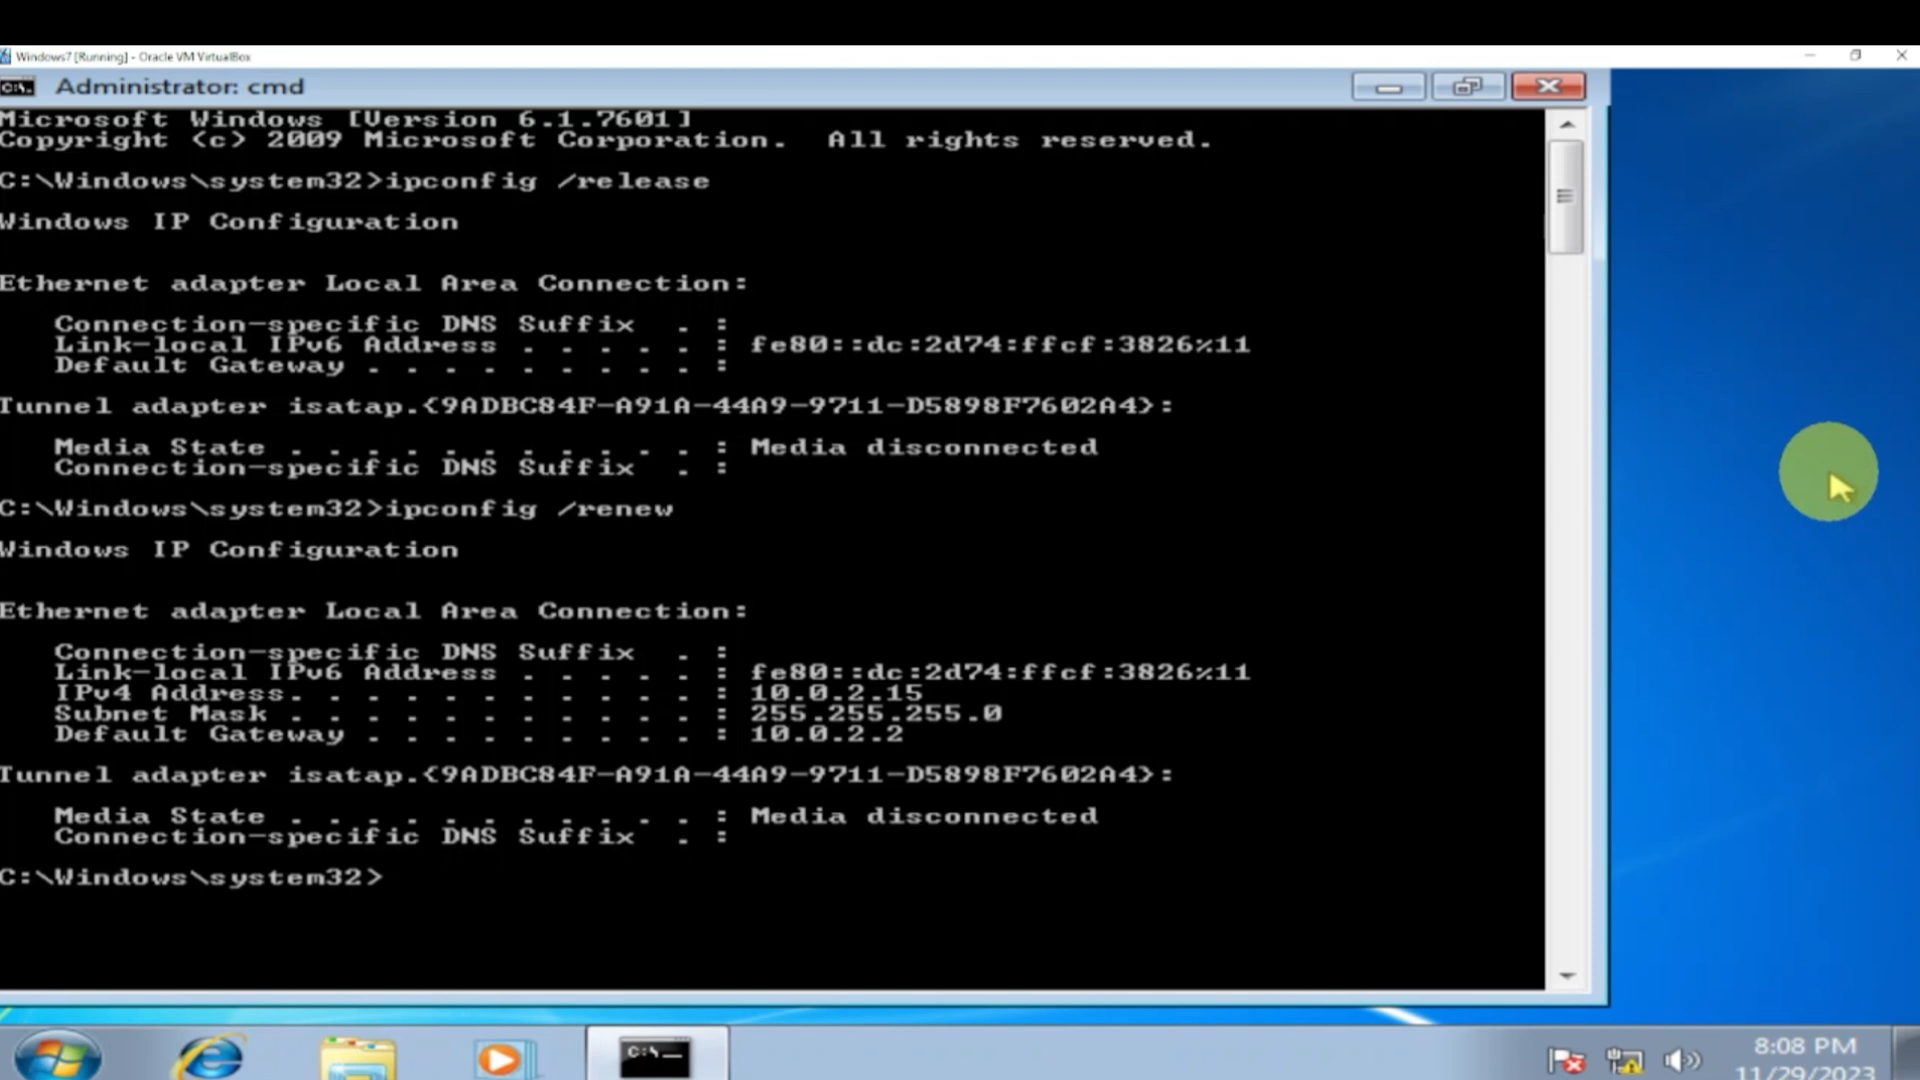 Windows7 [Running] - Oracle VM VirtualBox
Administrator: cmd
Microsoft Windows [Version 6.1.7601]
Copyright (c) 2009 Microsoft Corporation.  All rights reserved.
C:\Windows\system32>ipconfig /release
Windows IP Configuration
Ethernet adapter Local Area Connection:
Connection-specific DNS Suffix  . :
Link-local IPv6 Address . . . . . : fe80::dc:2d74:ffcf:3826%11
Default Gateway . . . . . . . . . :
Tunnel adapter isatap.{9ADBC84F-A91A-44A9-9711-D5898F7602A4}:
Media State . . . . . . . . . . . : Media disconnected
Connection-specific DNS Suffix  . :
C:\Windows\system32>ipconfig /renew
Windows IP Configuration
Ethernet adapter Local Area Connection:
Connection-specific DNS Suffix  . :
Link-local IPv6 Address . . . . . : fe80::dc:2d74:ffcf:3826%11
IPv4 Address. . . . . . . . . . . : 10.0.2.15
Subnet Mask . . . . . . . . . . . : 255.255.255.0
Default Gateway . . . . . . . . . : 10.0.2.2
Tunnel adapter isatap.{9ADBC84F-A91A-44A9-9711-D5898F7602A4}:
Media State . . . . . . . . . . . : Media disconnected
Connection-specific DNS Suffix  . :
C:\Windows\system32>
C:\
8:08 PM
11/29/2023